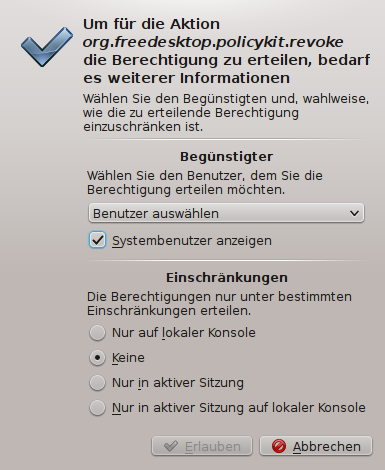 Um für die Aktion
org.freedesktop.policykit.revoke
die Berechtigung zu erteilen, bedarf
es weiterer Informationen
Wählen Sie den Begünstigten und, wahlweise,
wie die zu erteilende Berechtigung
einzuschränken ist.
Begünstigter
Wählen Sie den Benutzer, dem Sie die
Berechtigung erteilen möchten.
Benutzer auswählen
Systembenutzer anzeigen
Einschränkungen
Die Berechtigungen nur unter bestimmten
Einschränkungen erteilen.
Nur auf lokaler Konsole
Keine
Nur in aktiver Sitzung
Nur in aktiver Sitzung auf lokaler Konsole
Erlauben Abbrechen